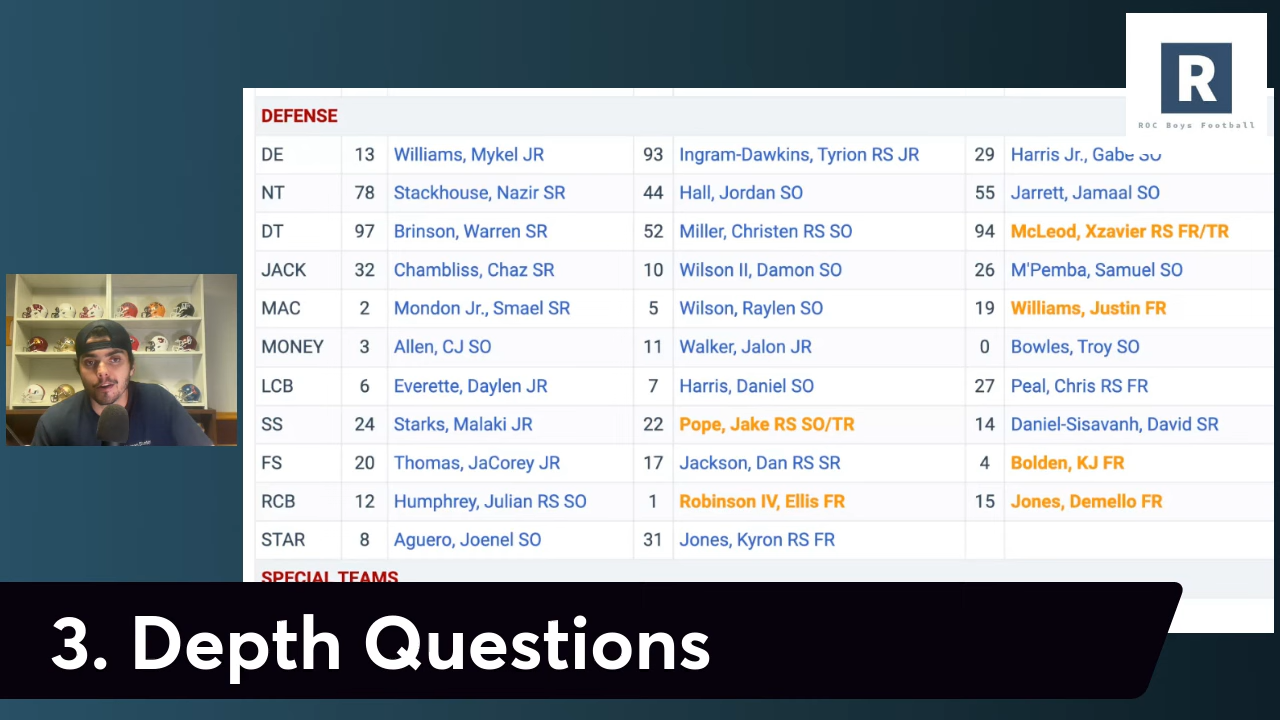 R
ROC Boys Football
DEFENSE
DE 13 Williams, Mykel JR 93 Ingram-Dawkins, Tyrion RS JR 29 Harris Jr., Gabe SO
NT 78 Stackhouse, Nazir SR 44 Hall, Jordan SO 55 Jarrett, Jamaal SO
DT 97 Brinson, Warren SR 52 Miller, Christen RS SO 94 McLeod, Xzavier RS FR/TR
JACK 32 Chambliss, Chaz SR 10 Wilson II, Damon SO 26 M'Pemba, Samuel SO
MAC 2 Mondon Jr., Smael SR 5 Wilson, Raylen SO 19 Williams, Justin FR
MONEY 3 Allen, CJ SO 11 Walker, Jalon JR 0 Bowles, Troy SO
LCB 6 Everette, Daylen JR 7 Harris, Daniel SO 27 Peal, Chris RS FR
SS 24 Starks, Malaki JR 22 Pope, Jake RS SO/TR 14 Daniel-Sisavanh, David SR
FS 20 Thomas, JaCorey JR 17 Jackson, Dan RS SR 4 Bolden, KJ FR
RCB 12 Humphrey, Julian RS SO 1 Robinson IV, Ellis FR 15 Jones, Demello FR
STAR 8 Aguero, Joenel SO 31 Jones, Kyron RS FR
SPECIAL TEAMS
3. Depth Questions